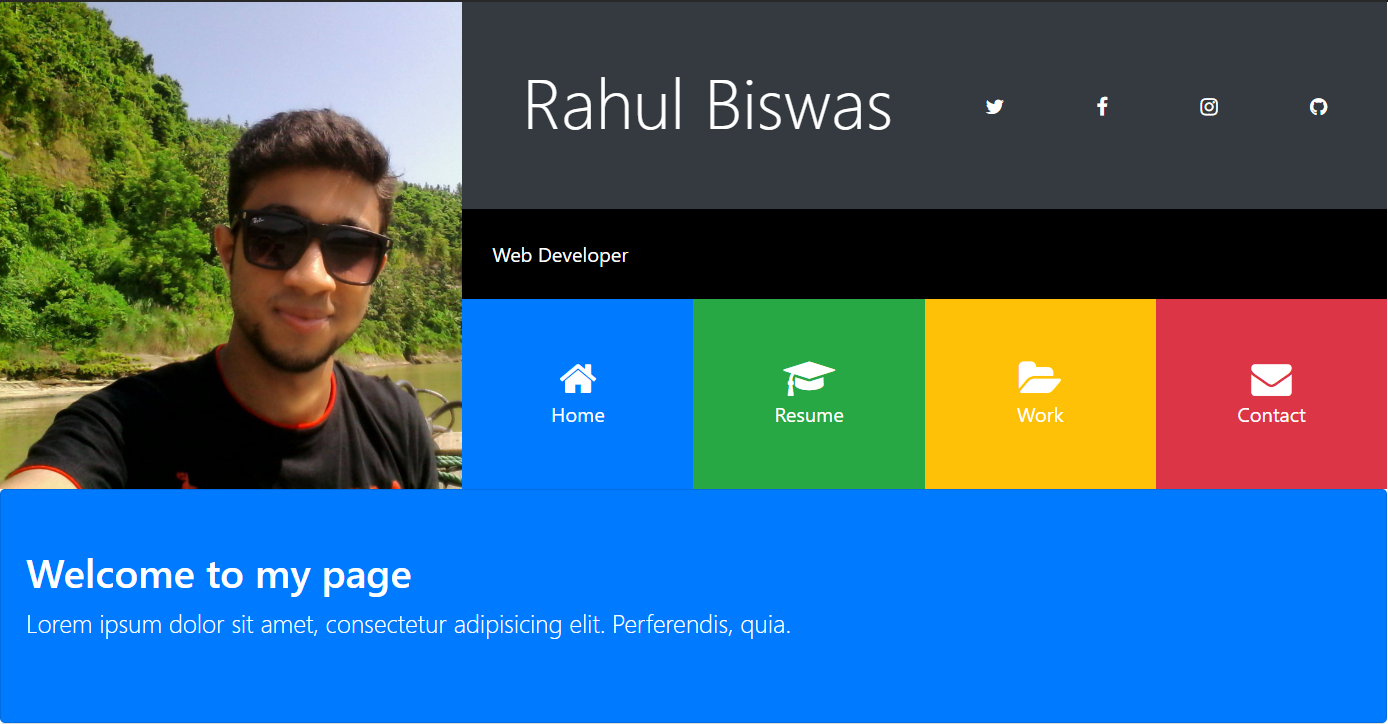 Rahul Biswas
Web Developer
Home
Resume
Work
Contact
Welcome to my page
Lorem ipsum dolor sit amet, consectetur adipisicing elit. Perferendis, quia.